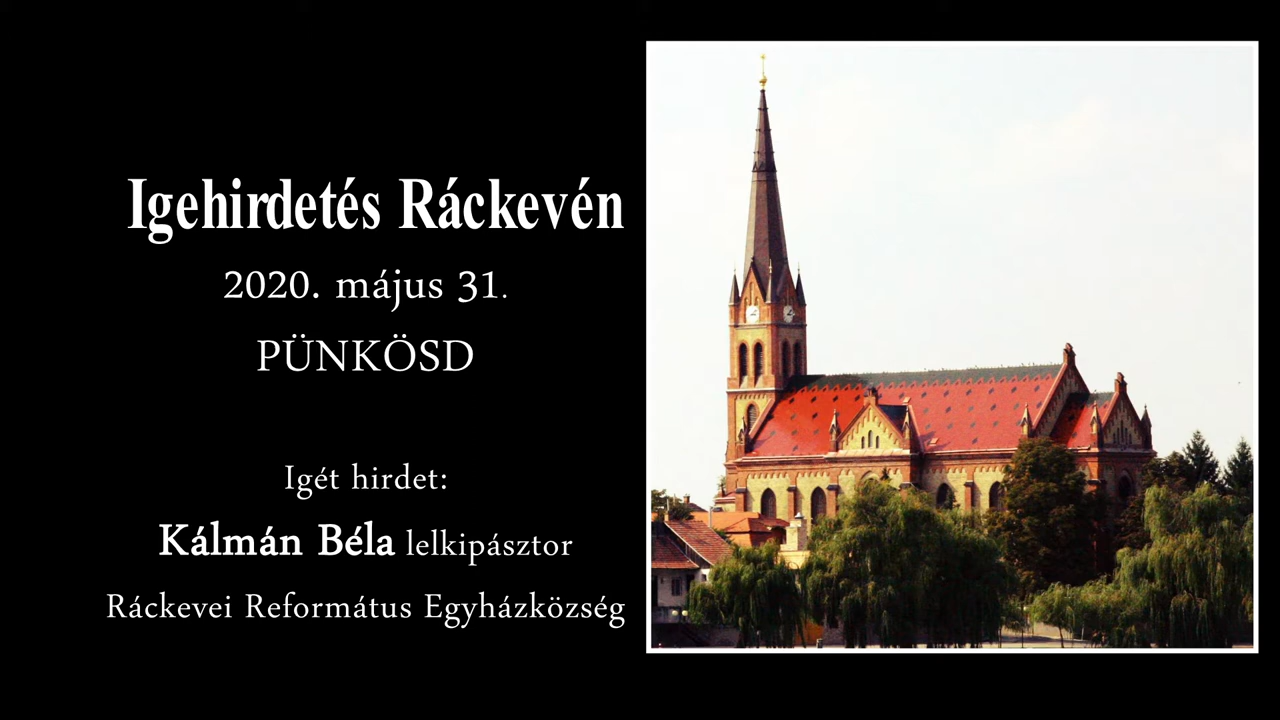 Igehirdetés Ráckevén
2020. május 31.
PÜNKÖSD
Igét hirdet:
Kálmán Béla lelkipásztor
Ráckevei Református Egyházközség